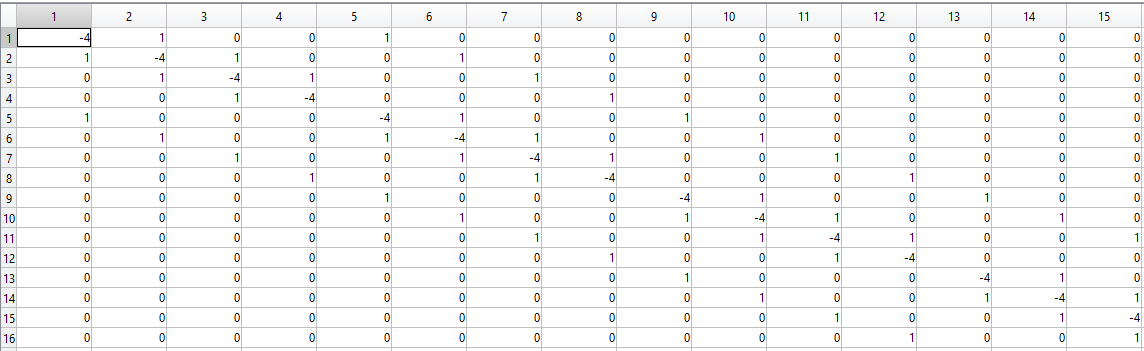 1 2 3 4 5 6 7 8 9 10 11 12 13 14 15
1 -4 1 0 0 1 0 0 0 0 0 0 0 0 0 0
2 1 -4 1 0 0 1 0 0 0 0 0 0 0 0 0
3 0 1 -4 1 0 0 1 0 0 0 0 0 0 0 0
4 0 0 1 -4 0 0 0 1 0 0 0 0 0 0 0
5 1 0 0 0 -4 1 0 0 1 0 0 0 0 0 0
6 0 1 0 0 1 -4 1 0 0 1 0 0 0 0 0
7 0 0 1 0 0 1 -4 1 0 0 1 0 0 0 0
8 0 0 0 1 0 0 1 -4 0 0 0 1 0 0 0
9 0 0 0 0 1 0 0 0 -4 1 0 0 1 0 0
10 0 0 0 0 0 1 0 0 1 -4 1 0 0 1 0
11 0 0 0 0 0 0 1 0 0 1 -4 1 0 0 1
12 0 0 0 0 0 0 0 1 0 0 1 -4 0 0 0
13 0 0 0 0 0 0 0 0 1 0 0 0 -4 1 0
14 0 0 0 0 0 0 0 0 0 1 0 0 1 -4 1
15 0 0 0 0 0 0 0 0 0 0 1 0 0 1 -4
16 0 0 0 0 0 0 0 0 0 0 0 1 0 0 1